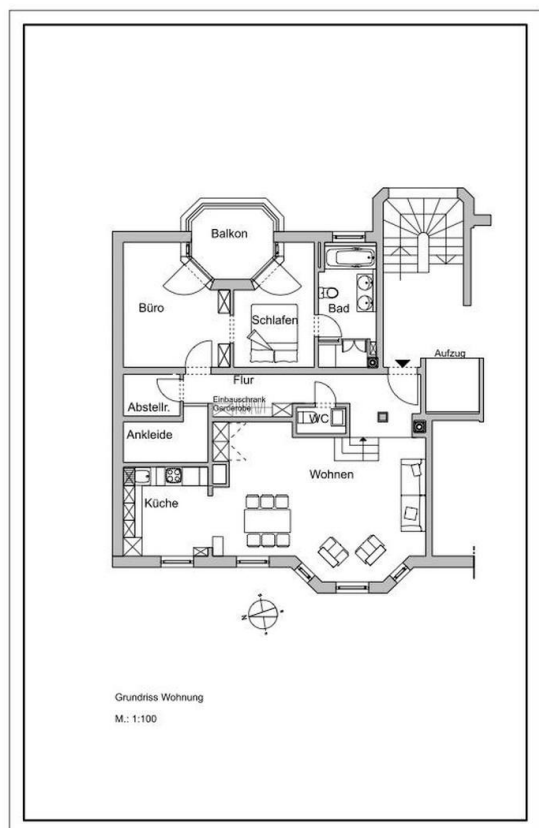 Balkon
Büro
Schlafen
Bad
Aufzug
Flur
Einbauschrank
Garderobe
Abstellr.
WC
Ankleide
Wohnen
Küche
N
Grundriss Wohnung
M.: 1:100